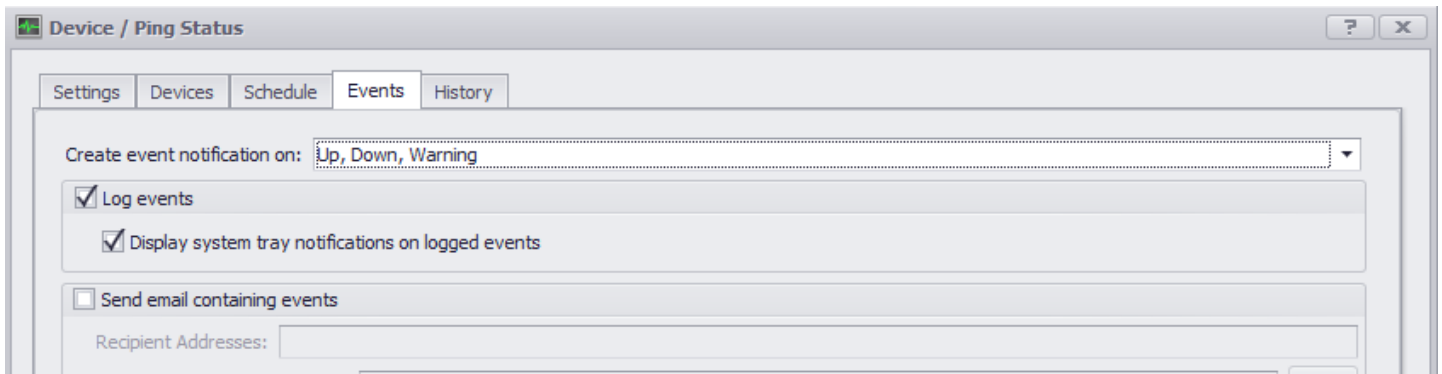 Device / Ping Status
? x
Settings Devices Schedule Events History
Create event notification on: Up, Down, Warning
Log events
Display system tray notifications on logged events
Send email containing events
Recipient Addresses: